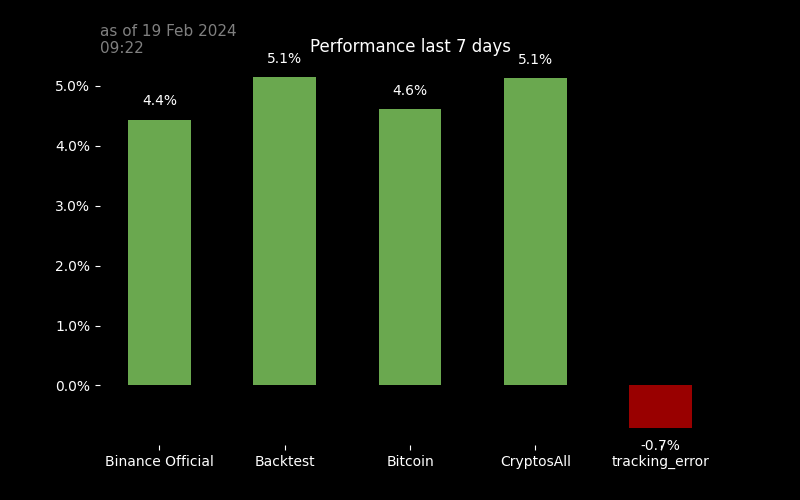 as of 19 Feb 2024
09:22
Performance last 7 days
5.1%
5.1%
5.0%
4.4%
4.6%
4.0%
3.0%
2.0%
1.0%
0.0%
-0.7%
Binance Official
Backtest
Bitcoin
CryptosAll
tracking_error